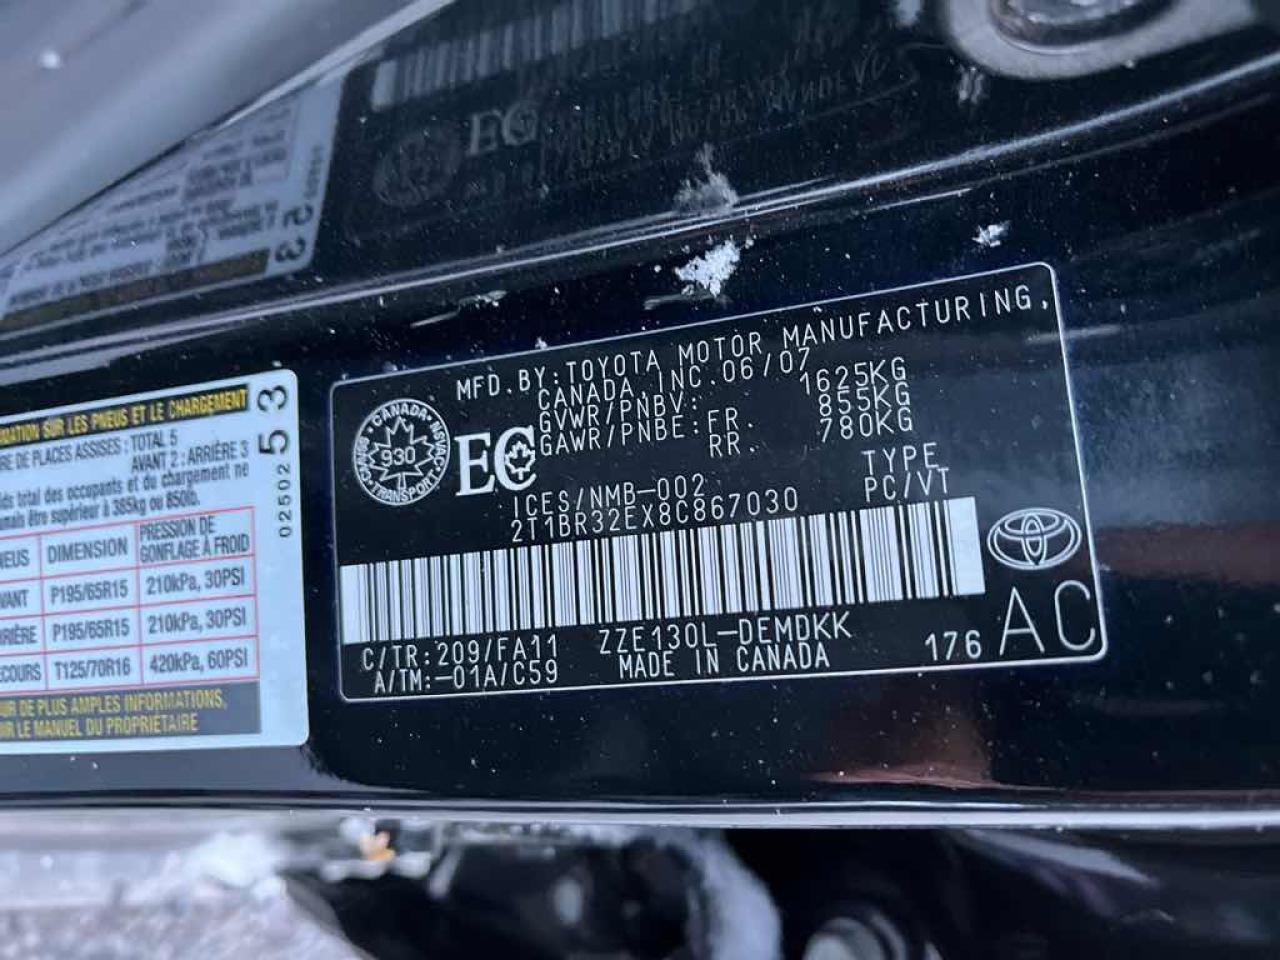 MFD.BY:TOYOTA MOTOR MANUFACTURING,
CANADA,INC.06/07
GVWR/PNBV: 1625KG
GAWR/PNBE:FR. 855KG
RR. 780KG
CANADA
NSVAC
TRANSPORT
930
EC
ICES/NMB-002
TYPE
2T1BR32EX8C867030
PC/VT
C/TR:209/FA11 ZZE130L-DEMDKK
A/TM:-01A/C59 MADE IN CANADA
176 AC
SUR LES PNEUS ET LE CHARGEMENT
DE PLACES ASSISES : TOTAL 5
AVANT 2 : ARRIÈRE 3
total des occupants et du chargement ne
être supérieur à 385kg ou 850lb.
DIMENSION PRESSION DE
GONFLAGE À FROID
P195/65R15 210kPa, 30PSI
P195/65R15 210kPa, 30PSI
T125/70R16 420kPa, 60PSI
DE PLUS AMPLES INFORMATIONS,
LE MANUEL DU PROPRIÉTAIRE
02502 53